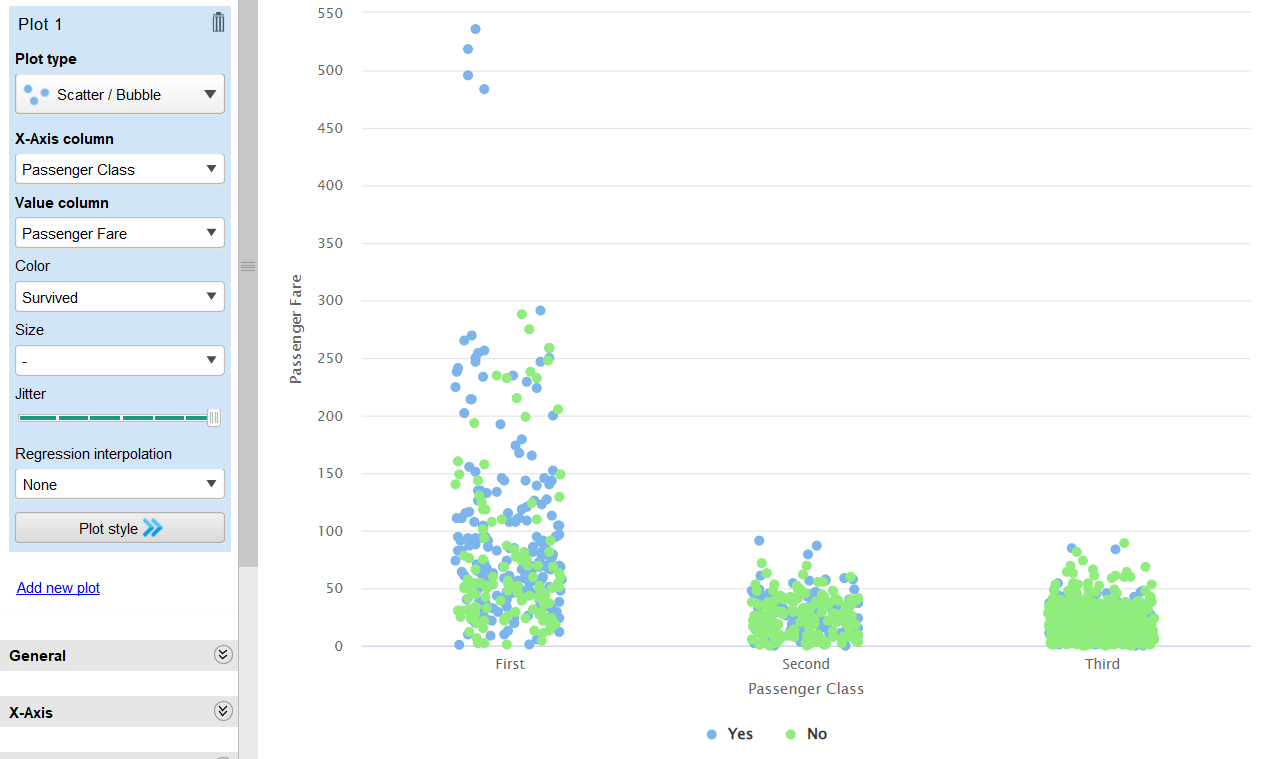 Plot 1
Plot type
Scatter / Bubble
X-Axis column
Passenger Class
Value column
Passenger Fare
Color
Survived
Size
-
Jitter
Regression interpolation
None
Plot style
Add new plot
General
X-Axis
550
500
450
400
350
300
250
200
150
100
50
0
Passenger Fare
First Second Third
Passenger Class
Yes No